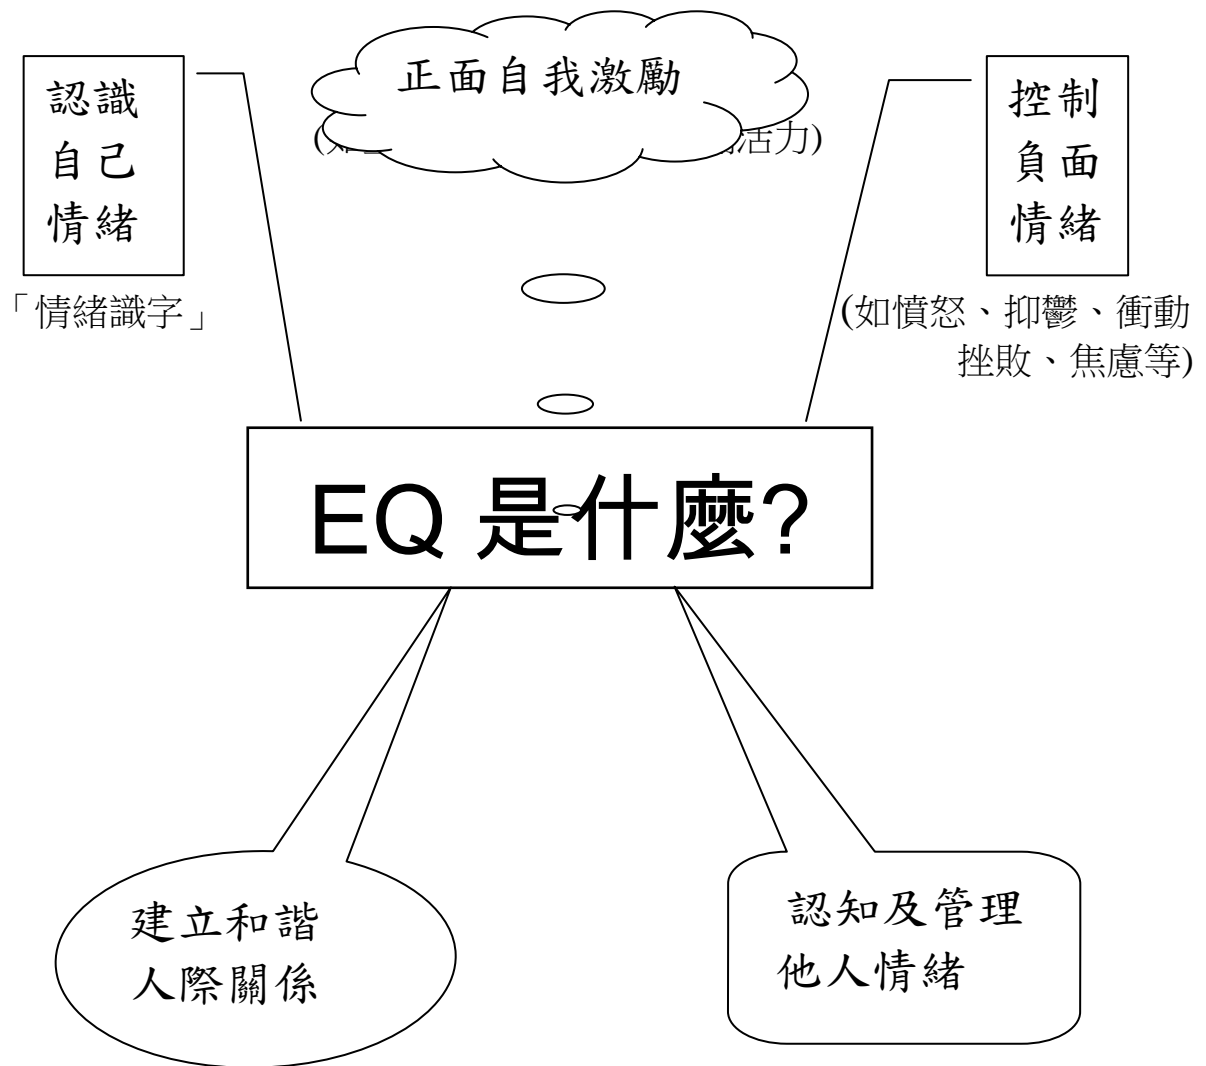 正面自我激勵
活力)
認識
自己
情緒
「情緒識字」
控制
負面
情緒
(如憤怒、抑鬱、衝動
挫敗、焦慮等)
EQ 是什麼?
建立和諧
人際關係
認知及管理
他人情緒